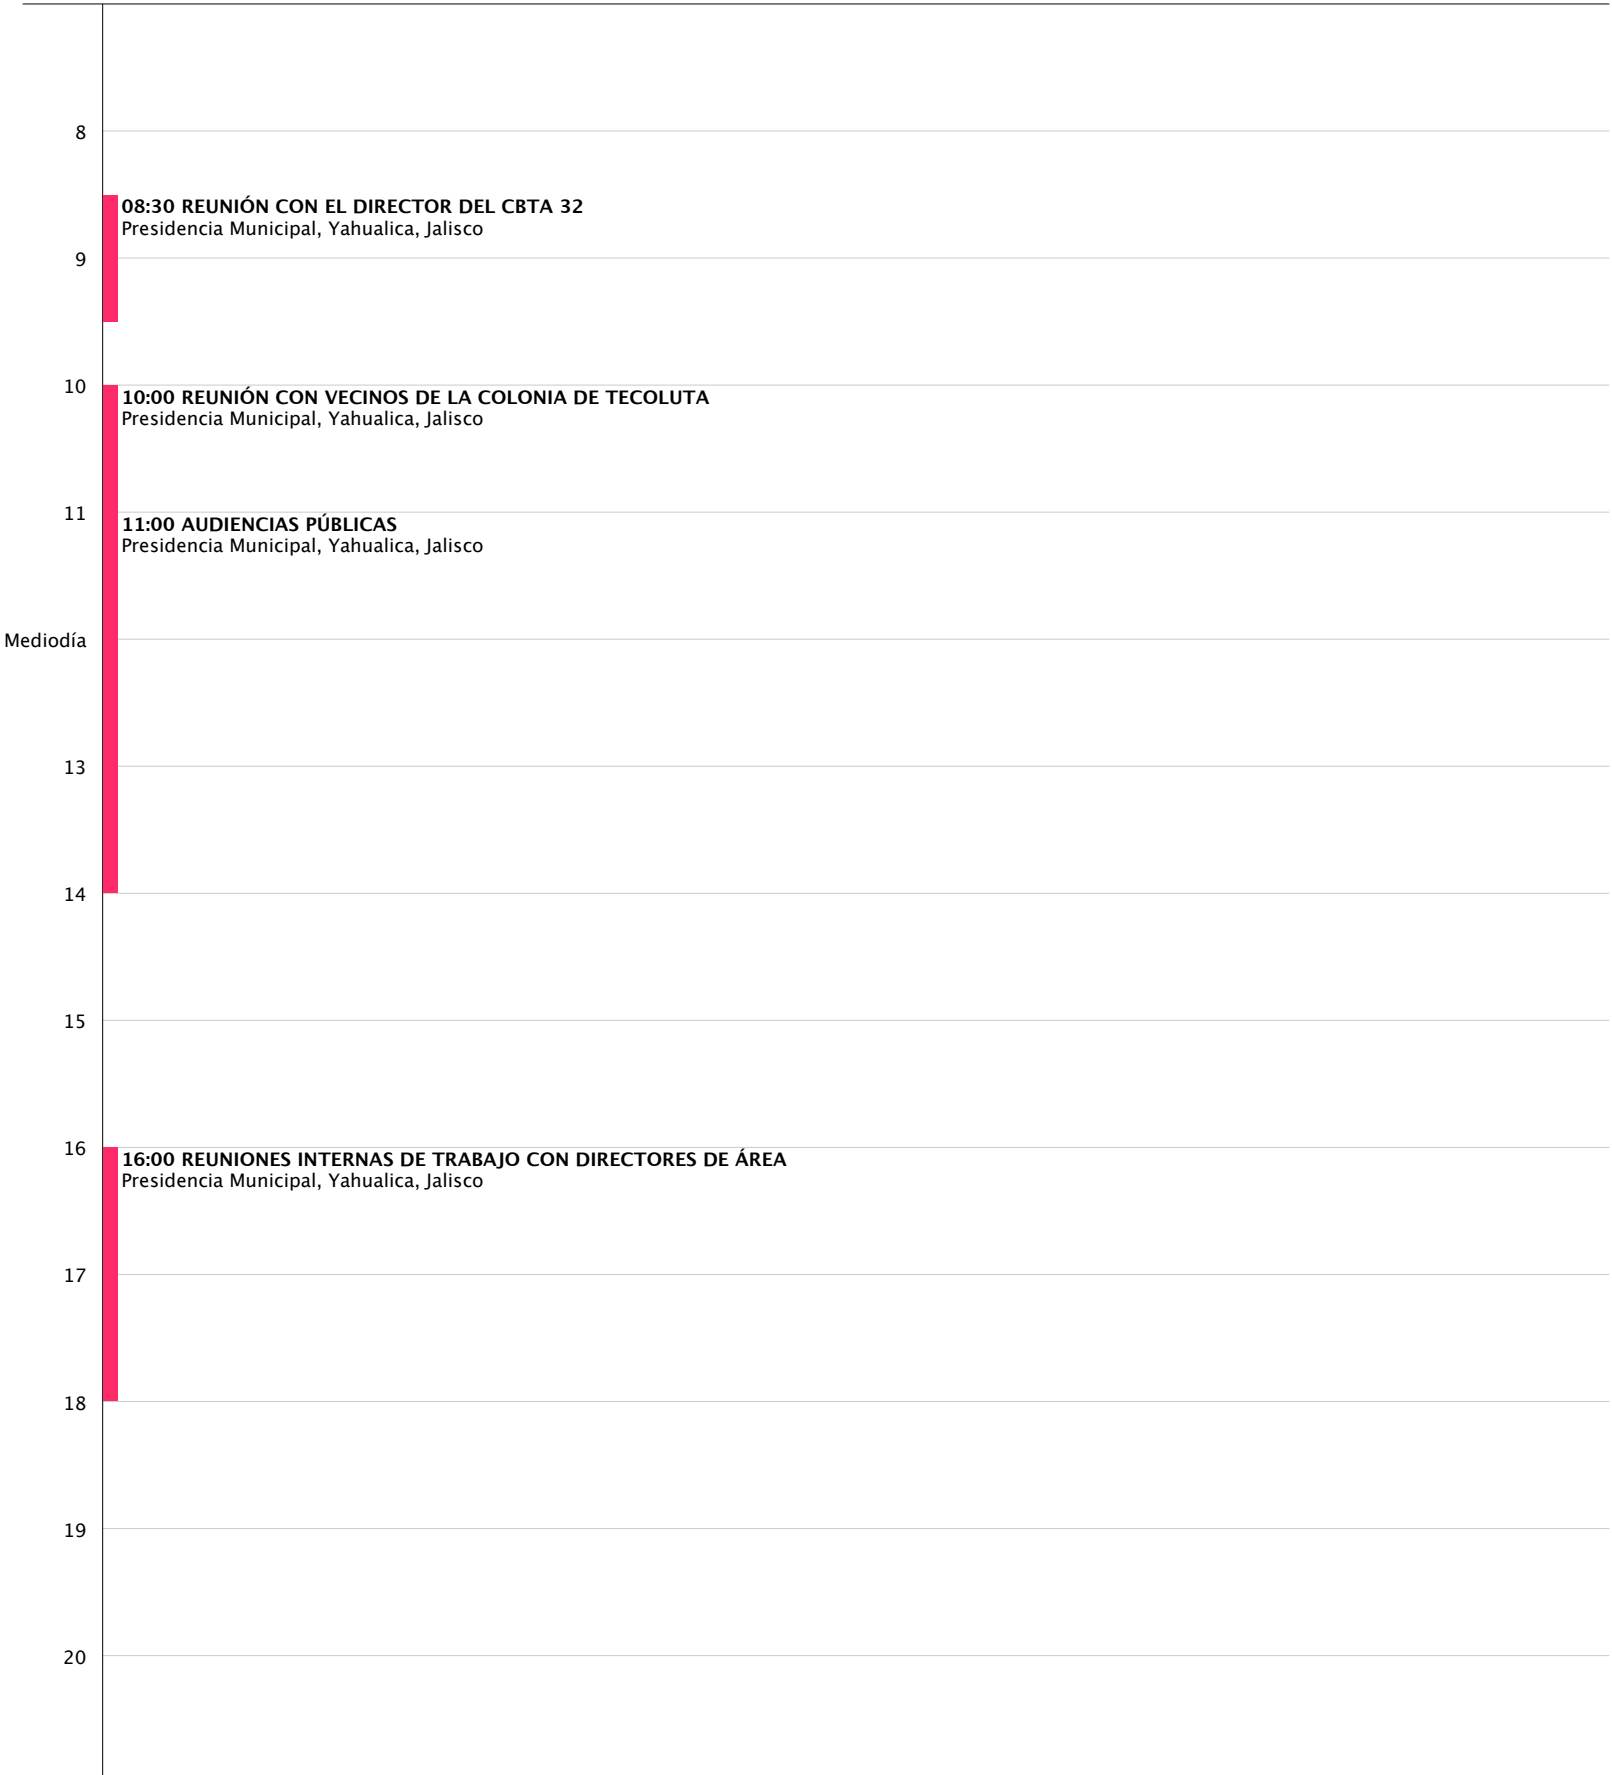 8
08:30 REUNIÓN CON EL DIRECTOR DEL CBTA 32
Presidencia Municipal, Yahualica, Jalisco
9
10
10:00 REUNIÓN CON VECINOS DE LA COLONIA DE TECOLUTA
Presidencia Municipal, Yahualica, Jalisco
11
11:00 AUDIENCIAS PÚBLICAS
Presidencia Municipal, Yahualica, Jalisco
Mediodía
13
14
15
16
16:00 REUNIONES INTERNAS DE TRABAJO CON DIRECTORES DE ÁREA
Presidencia Municipal, Yahualica, Jalisco
17
18
19
20